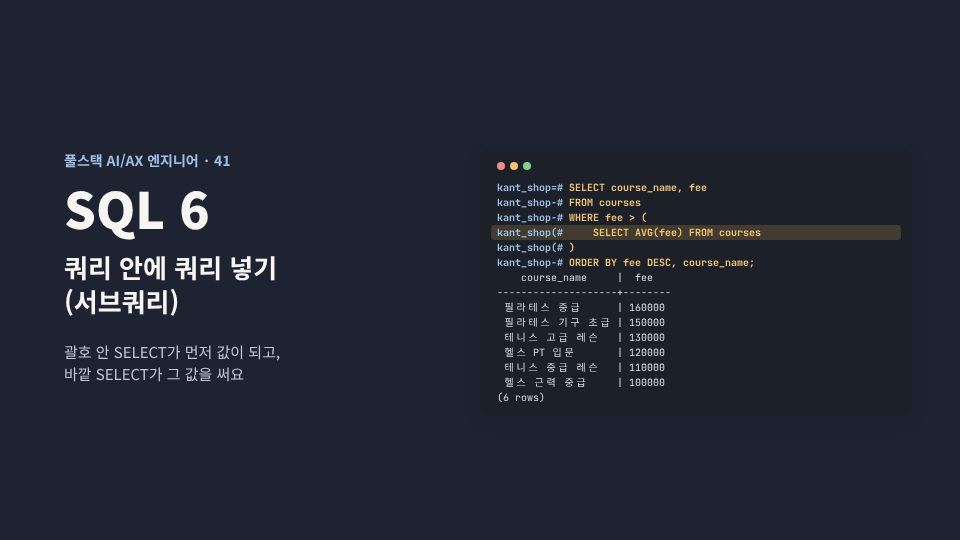 풀스택 AI/AX 엔지니어 · 41
SQL 6
쿼리 안에 쿼리 넣기
(서브쿼리)
괄호 안 SELECT가 먼저 값이 되고,
바깥 SELECT가 그 값을 써요
kant_shop=# SELECT course_name, fee
kant_shop-# FROM courses
kant_shop-# WHERE fee > (
kant_shop(#     SELECT AVG(fee) FROM courses
kant_shop(# )
kant_shop-# ORDER BY fee DESC, course_name;
    course_name     |  fee
--------------------+--------
 필라테스 중급      | 160000
 필라테스 기구 초급 | 150000
 테니스 고급 레슨   | 130000
 헬스 PT 입문       | 120000
 테니스 중급 레슨   | 110000
 헬스 근력 중급     | 100000
(6 rows)